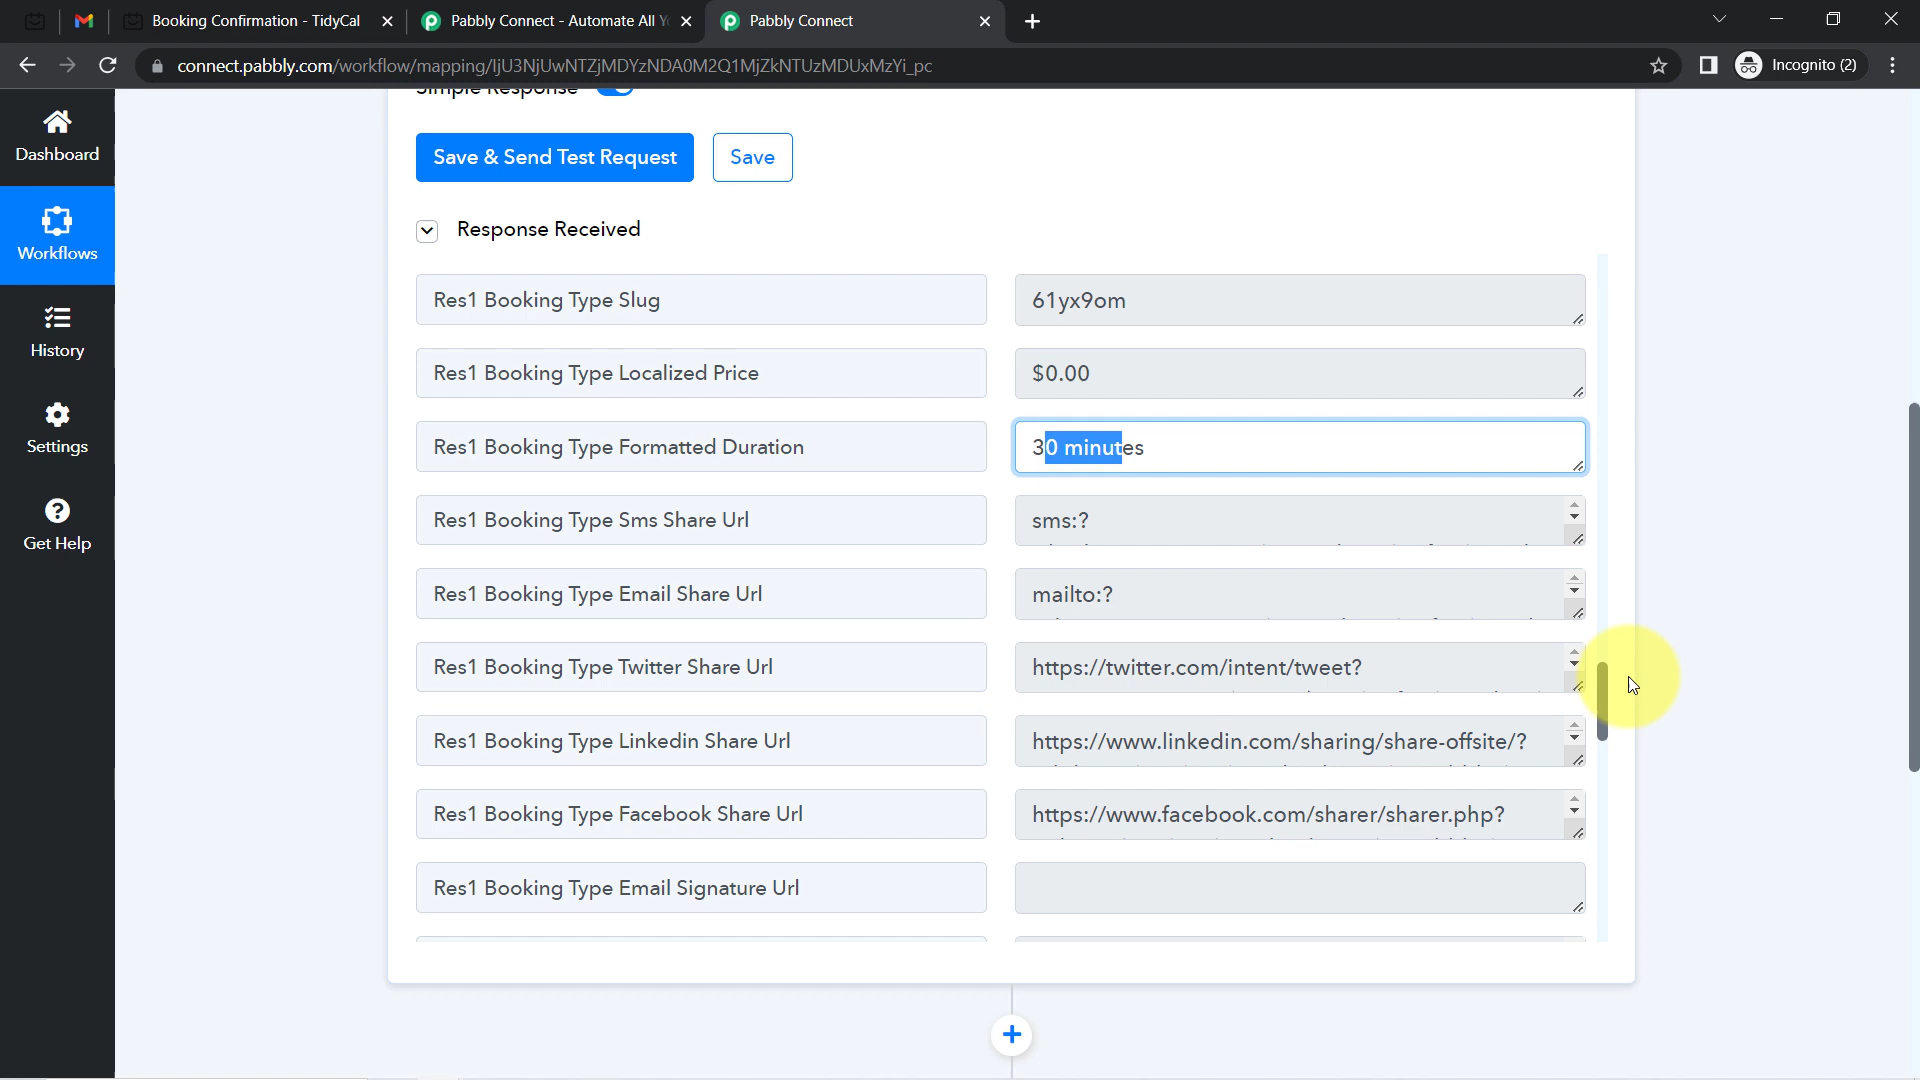 Booking Confirmation - TidyCal
Pabbly Connect - Automate All Y
Pabbly Connect
connect.pabbly.com/workflow/mapping/IjU3NjUwNTZjMDYzNDA0M2Q1MjZkNTUzMDUxMzYi_pc
Incognito (2)
Dashboard
Workflows
History
Settings
Get Help
Simple Response
Save & Send Test Request
Save
Response Received
Res1 Booking Type Slug
61yx9om
Res1 Booking Type Localized Price
$0.00
Res1 Booking Type Formatted Duration
30 minutes
Res1 Booking Type Sms Share Url
sms:?
Res1 Booking Type Email Share Url
mailto:?
Res1 Booking Type Twitter Share Url
https://twitter.com/intent/tweet?
Res1 Booking Type Linkedin Share Url
https://www.linkedin.com/sharing/share-offsite/?
Res1 Booking Type Facebook Share Url
https://www.facebook.com/sharer/sharer.php?
Res1 Booking Type Email Signature Url